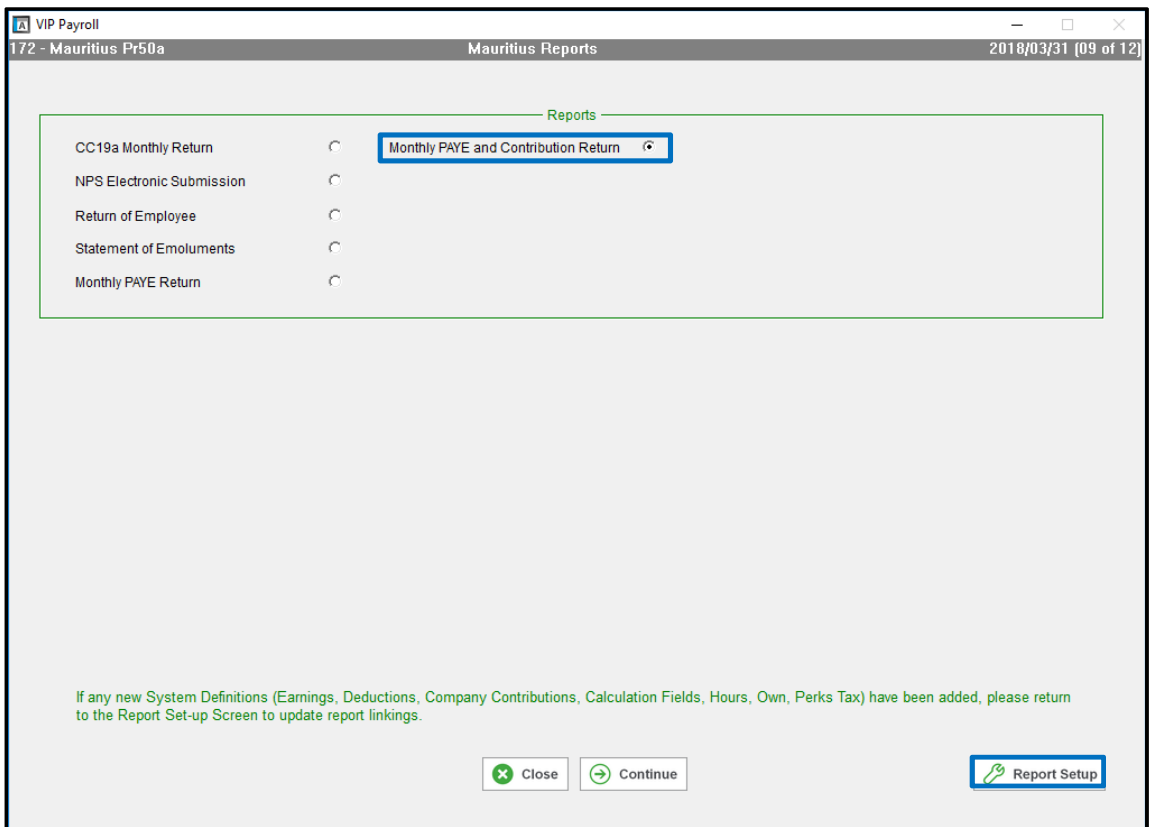 VIP Payroll
172 - Mauritius Pr50a Mauritius Reports 2018/03/31 (09 of 12)
Reports
CC19a Monthly Return Monthly PAYE and Contribution Return
NPS Electronic Submission
Return of Employee
Statement of Emoluments
Monthly PAYE Return
If any new System Definitions (Earnings, Deductions, Company Contributions, Calculation Fields, Hours, Own, Perks Tax) have been added, please return
to the Report Set-up Screen to update report linkings.
Close Continue Report Setup